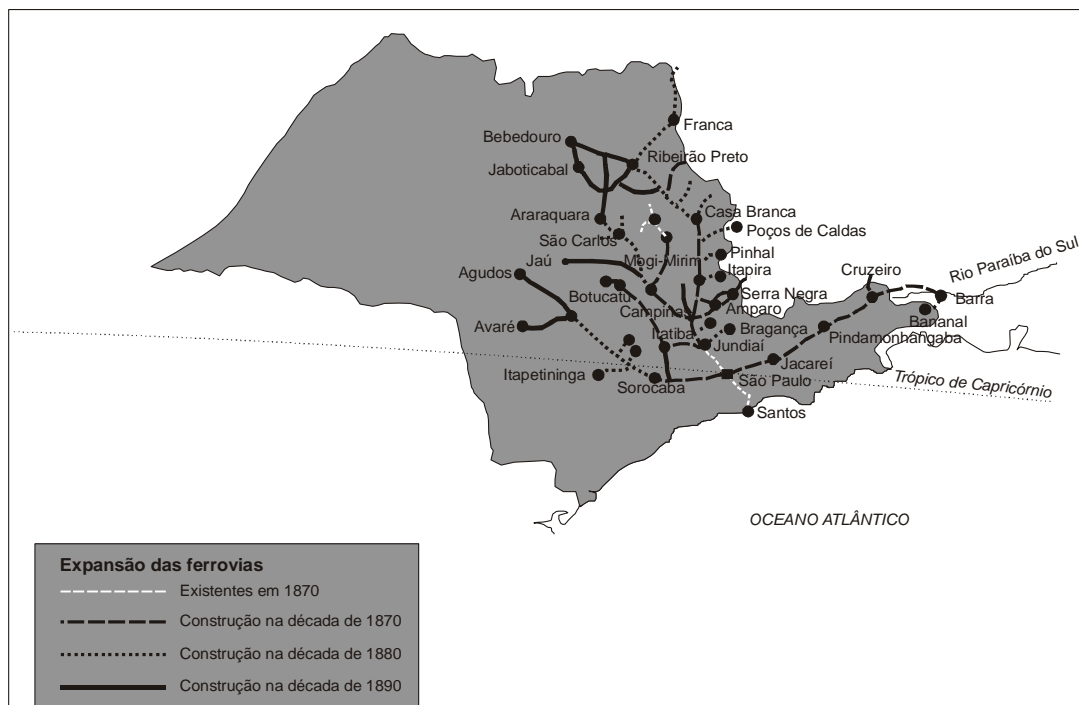 Franca
Bebedouro
Ribeirão Preto
Jaboticabal
Araraquara
Casa Branca
Poços de Caldas
São Carlos
Jaú
Mogi-Mirim
Pinhal
Rio Paraíba do Sul
Agudos
Itapira
Cruzeiro
Botucatu
Serra Negra
Barra
Campinas
Amparo
Bananal
Avaré
Itatiba
Bragança
Jundiaí
Pindamonhangaba
Jacareí
Itapetininga
Sorocaba
São Paulo
Trópico de Capricórnio
Santos
OCEANO ATLÂNTICO
Expansão das ferrovias
Existentes em 1870
Construção na década de 1870
Construção na década de 1880
Construção na década de 1890